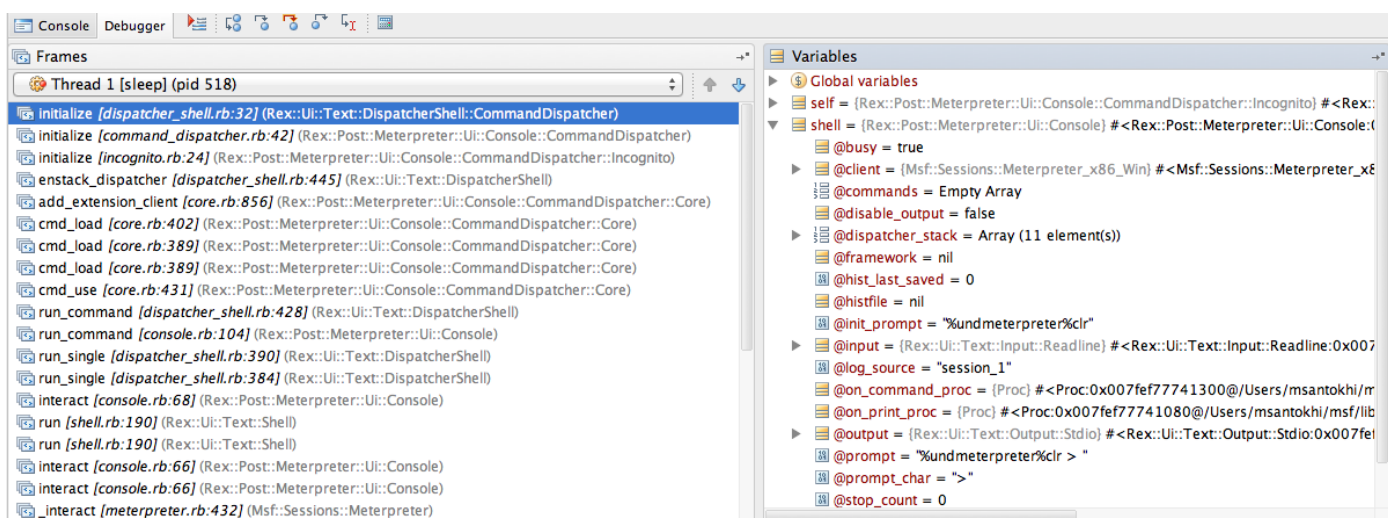 Console Debugger
Frames
Thread 1 [sleep] (pid 518)
initialize [dispatcher_shell.rb:32] (Rex::Ui::Text::DispatcherShell::CommandDispatcher)
initialize [command_dispatcher.rb:42] (Rex::Post::Meterpreter::Ui::Console::CommandDispatcher)
initialize [incognito.rb:24] (Rex::Post::Meterpreter::Ui::Console::CommandDispatcher::Incognito)
enstack_dispatcher [dispatcher_shell.rb:445] (Rex::Ui::Text::DispatcherShell)
add_extension_client [core.rb:856] (Rex::Post::Meterpreter::Ui::Console::CommandDispatcher::Core)
cmd_load [core.rb:402] (Rex::Post::Meterpreter::Ui::Console::CommandDispatcher::Core)
cmd_load [core.rb:389] (Rex::Post::Meterpreter::Ui::Console::CommandDispatcher::Core)
cmd_load [core.rb:389] (Rex::Post::Meterpreter::Ui::Console::CommandDispatcher::Core)
cmd_use [core.rb:431] (Rex::Post::Meterpreter::Ui::Console::CommandDispatcher::Core)
run_command [dispatcher_shell.rb:428] (Rex::Ui::Text::DispatcherShell)
run_command [console.rb:104] (Rex::Post::Meterpreter::Ui::Console)
run_single [dispatcher_shell.rb:390] (Rex::Ui::Text::DispatcherShell)
run_single [dispatcher_shell.rb:384] (Rex::Ui::Text::DispatcherShell)
interact [console.rb:68] (Rex::Post::Meterpreter::Ui::Console)
run [shell.rb:190] (Rex::Ui::Text::Shell)
run [shell.rb:190] (Rex::Ui::Text::Shell)
interact [console.rb:66] (Rex::Post::Meterpreter::Ui::Console)
interact [console.rb:66] (Rex::Post::Meterpreter::Ui::Console)
_interact [meterpreter.rb:432] (Msf::Sessions::Meterpreter)
Variables
Global variables
self = {Rex::Post::Meterpreter::Ui::Console::CommandDispatcher::Incognito} #<Rex::
shell = {Rex::Post::Meterpreter::Ui::Console} #<Rex::Post::Meterpreter::Ui::Console:
@busy = true
@client = {Msf::Sessions::Meterpreter_x86_Win} #<Msf::Sessions::Meterpreter_x8
@commands = Empty Array
@disable_output = false
@dispatcher_stack = Array (11 element(s))
@framework = nil
@hist_last_saved = 0
@histfile = nil
@init_prompt = "%undmeterpreter%clr"
@input = {Rex::Ui::Text::Input::Readline} #<Rex::Ui::Text::Input::Readline:0x007
@log_source = "session_1"
@on_command_proc = {Proc} #<Proc:0x007fef77741300@/Users/msantokhi/m
@on_print_proc = {Proc} #<Proc:0x007fef77741080@/Users/msantokhi/msf/lib
@output = {Rex::Ui::Text::Output::Stdio} #<Rex::Ui::Text::Output::Stdio:0x007fef
@prompt = "%undmeterpreter%clr > "
@prompt_char = ">"
@stop_count = 0